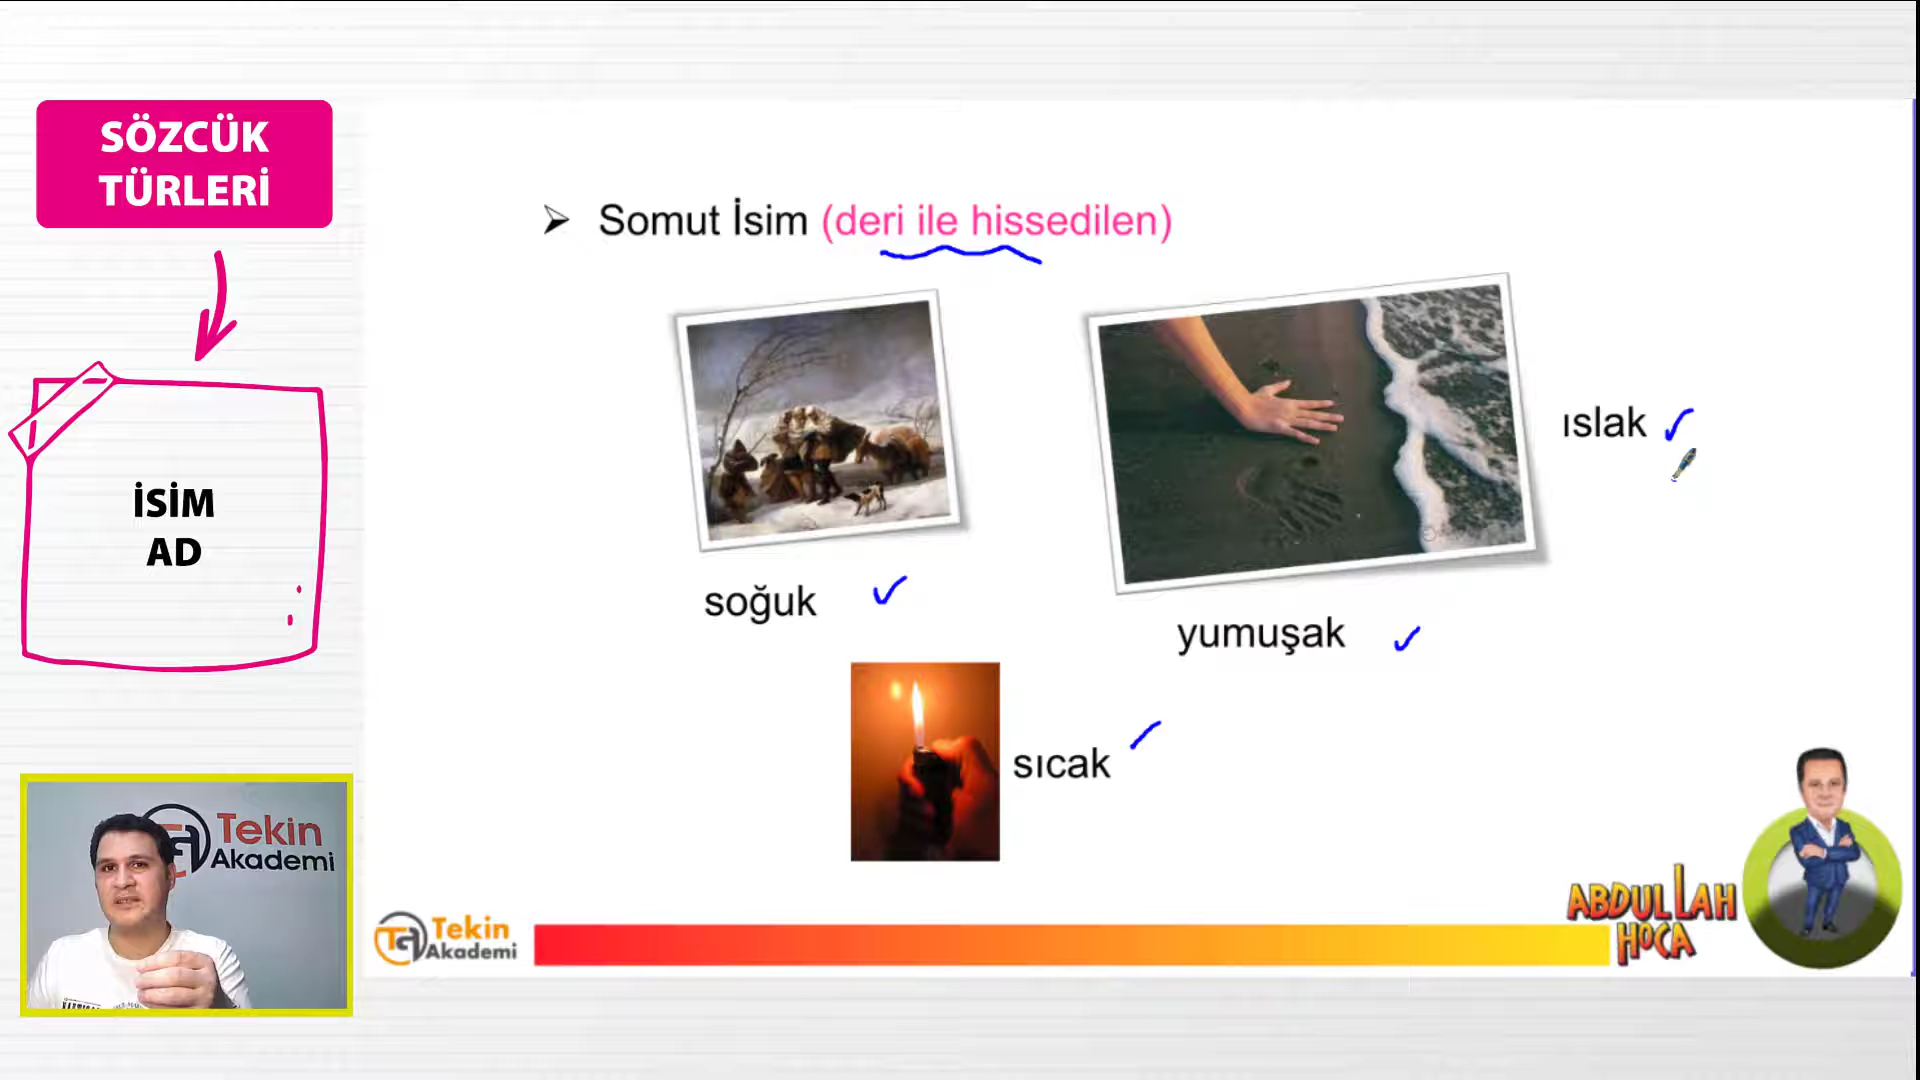 SÖZCÜK
TÜRLERİ
İSİM
AD
Somut İsim (deri ile hissedilen)
ıslak
soğuk
yumuşak
sıcak
Tekin
Akademi
Tekin
Akademi
ABDULLAH
HOCA